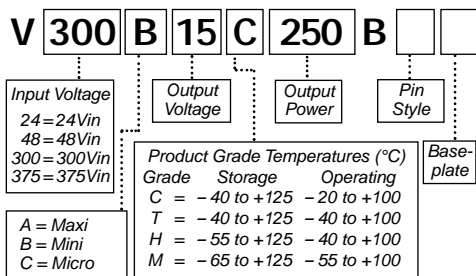 V 300 B 15 C 250 B
Input Voltage
24 = 24Vin
48 = 48Vin
300 = 300Vin
375 = 375Vin
Output
Voltage
Output
Power
Pin
Style
Base-
plate
Product Grade Temperatures (°C)
Grade Storage Operating
C = – 40 to +125 – 20 to +100
T = – 40 to +125 – 40 to +100
H = – 55 to +125 – 40 to +100
M = – 65 to +125 – 55 to +100
A = Maxi
B = Mini
C = Micro